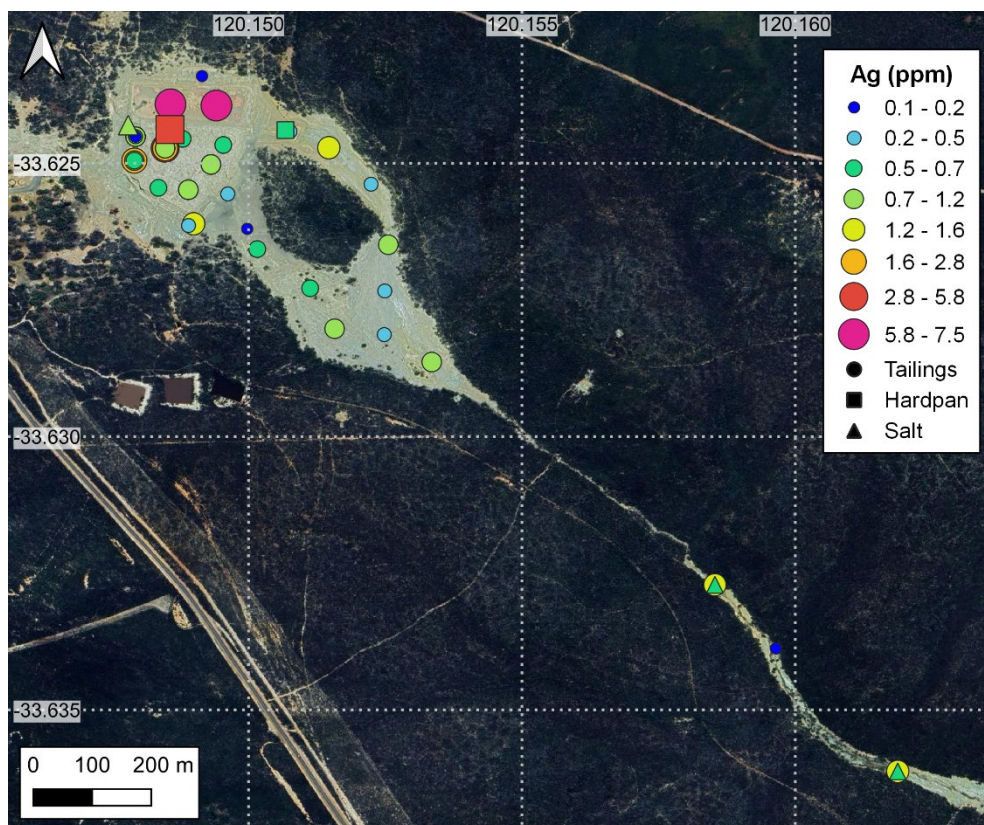 120.150
120.155
120.160
-33.625
-33.630
-33.635
Ag (ppm)
0.1 - 0.2
0.2 - 0.5
0.5 - 0.7
0.7 - 1.2
1.2 - 1.6
1.6 - 2.8
2.8 - 5.8
5.8 - 7.5
Tailings
Hardpan
Salt
0 100 200 m